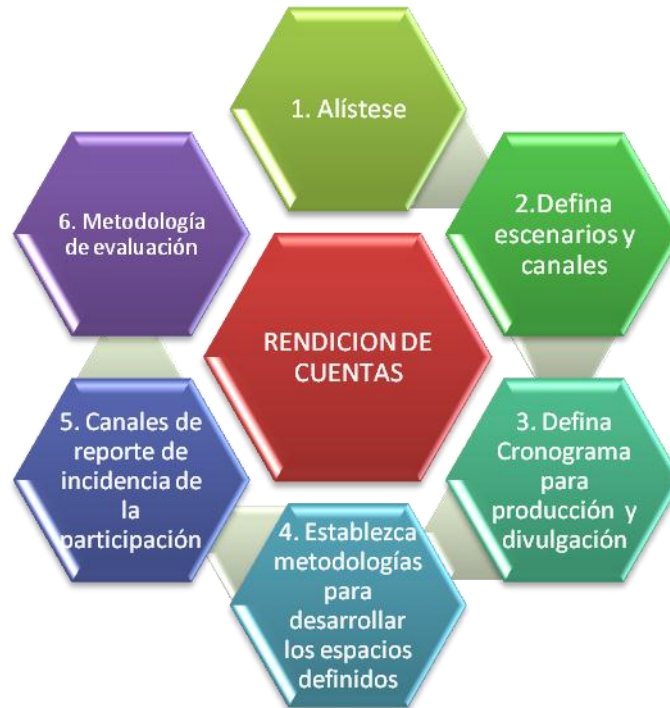 1. Alístese
2.Defina
escenarios y
canales
3. Defina
Cronograma
para
producción y
divulgación
4. Establezca
metodologías
para
desarrollar
los espacios
definidos
5. Canales de
reporte de
incidencia de
la
participación
6. Metodología
de evaluación
RENDICION DE
CUENTAS